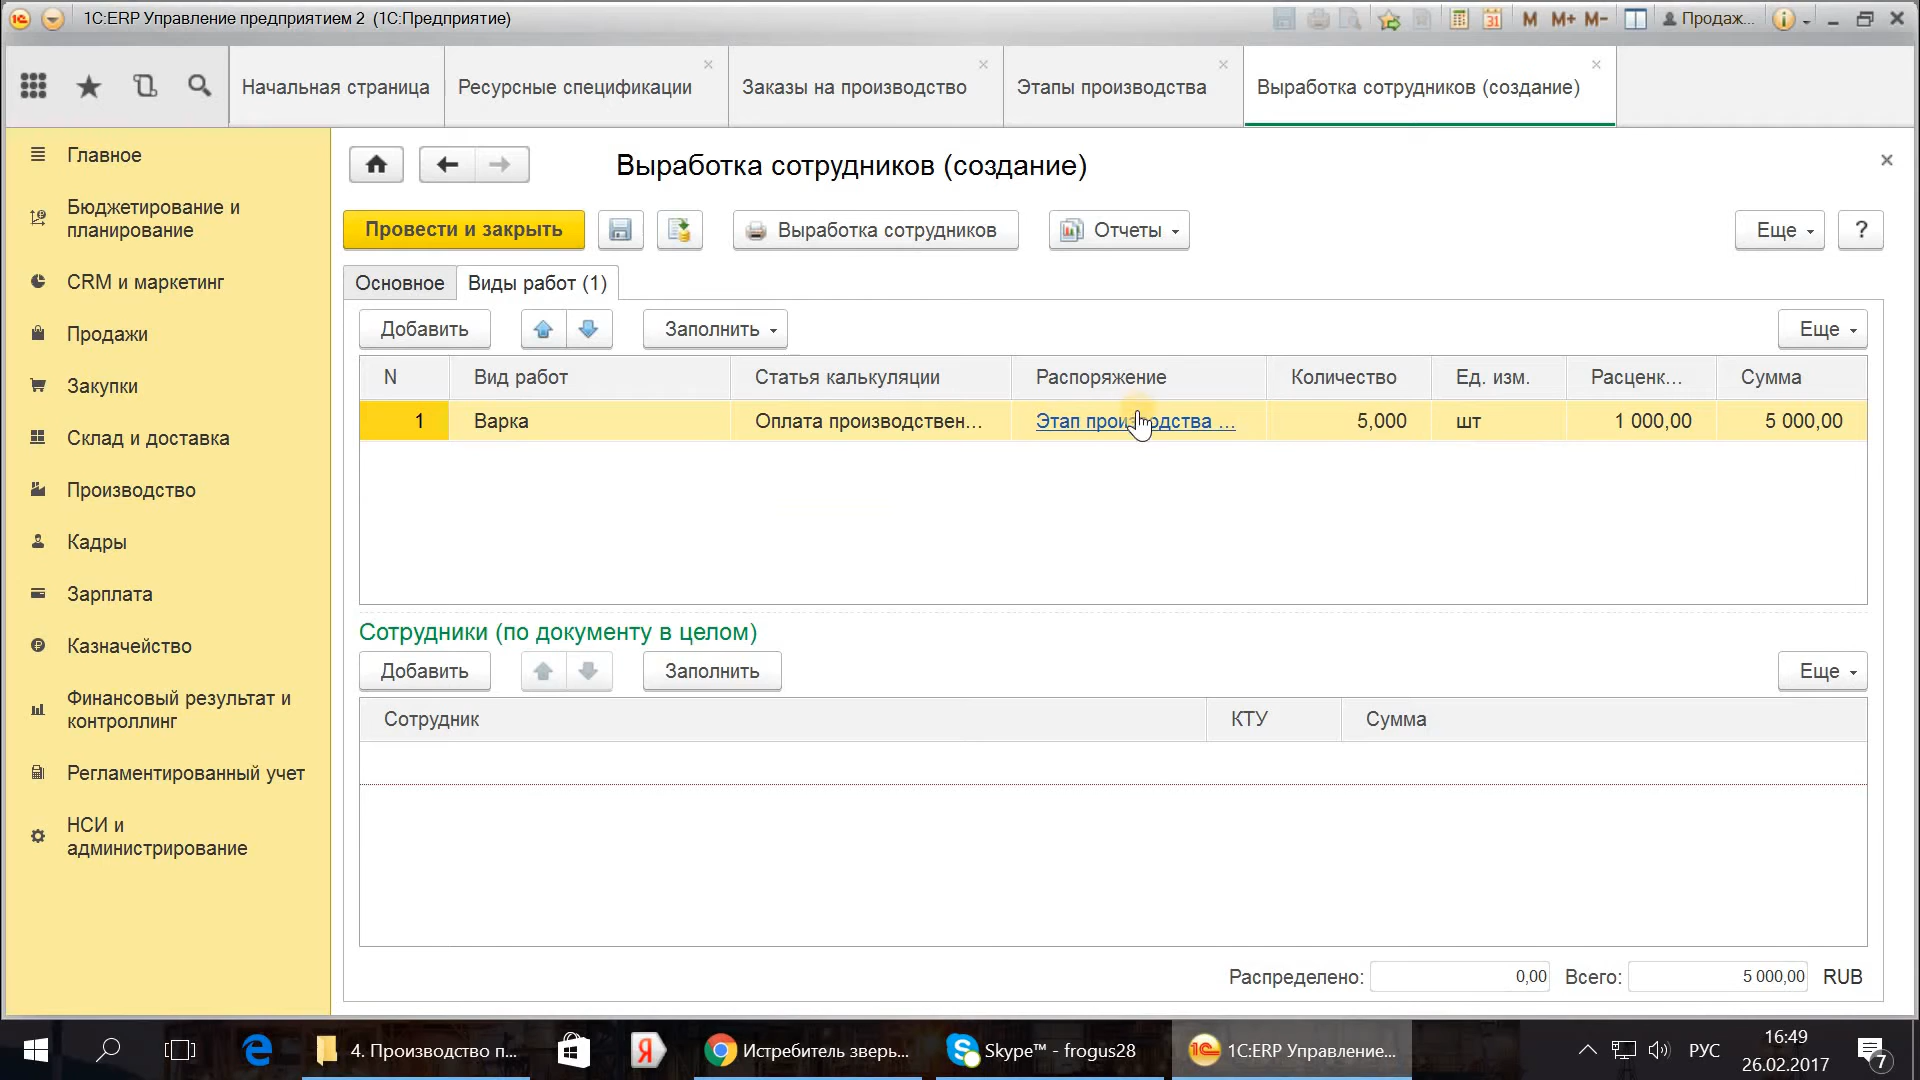 1С:ERP Управление предприятием 2 (1С:Предприятие)
M M+ M- Продаж...
Начальная страница
Ресурсные спецификации
Заказы на производство
Этапы производства
Выработка сотрудников (создание)
Главное
Бюджетирование и
планирование
CRM и маркетинг
Продажи
Закупки
Склад и доставка
Производство
Кадры
Зарплата
Казначейство
Финансовый результат и
контроллинг
Регламентированный учет
НСИ и
администрирование
Выработка сотрудников (создание)
Провести и закрыть
Выработка сотрудников
Отчеты
Еще
?
Основное
Виды работ (1)
Добавить
Заполнить
Еще
N Вид работ Статья калькуляции Распоряжение Количество Ед. изм. Расценк... Сумма
1 Варка Оплата производствен... Этап производства ... 5,000 шт 1 000,00 5 000,00
Сотрудники (по документу в целом)
Добавить
Заполнить
Еще
Сотрудник КТУ Сумма
Распределено: 0,00 Всего: 5 000,00 RUB
4. Производство п...
Истребитель зверь...
Skype™ - frogus28
1С:ERP Управление...
РУС
16:49
26.02.2017
7